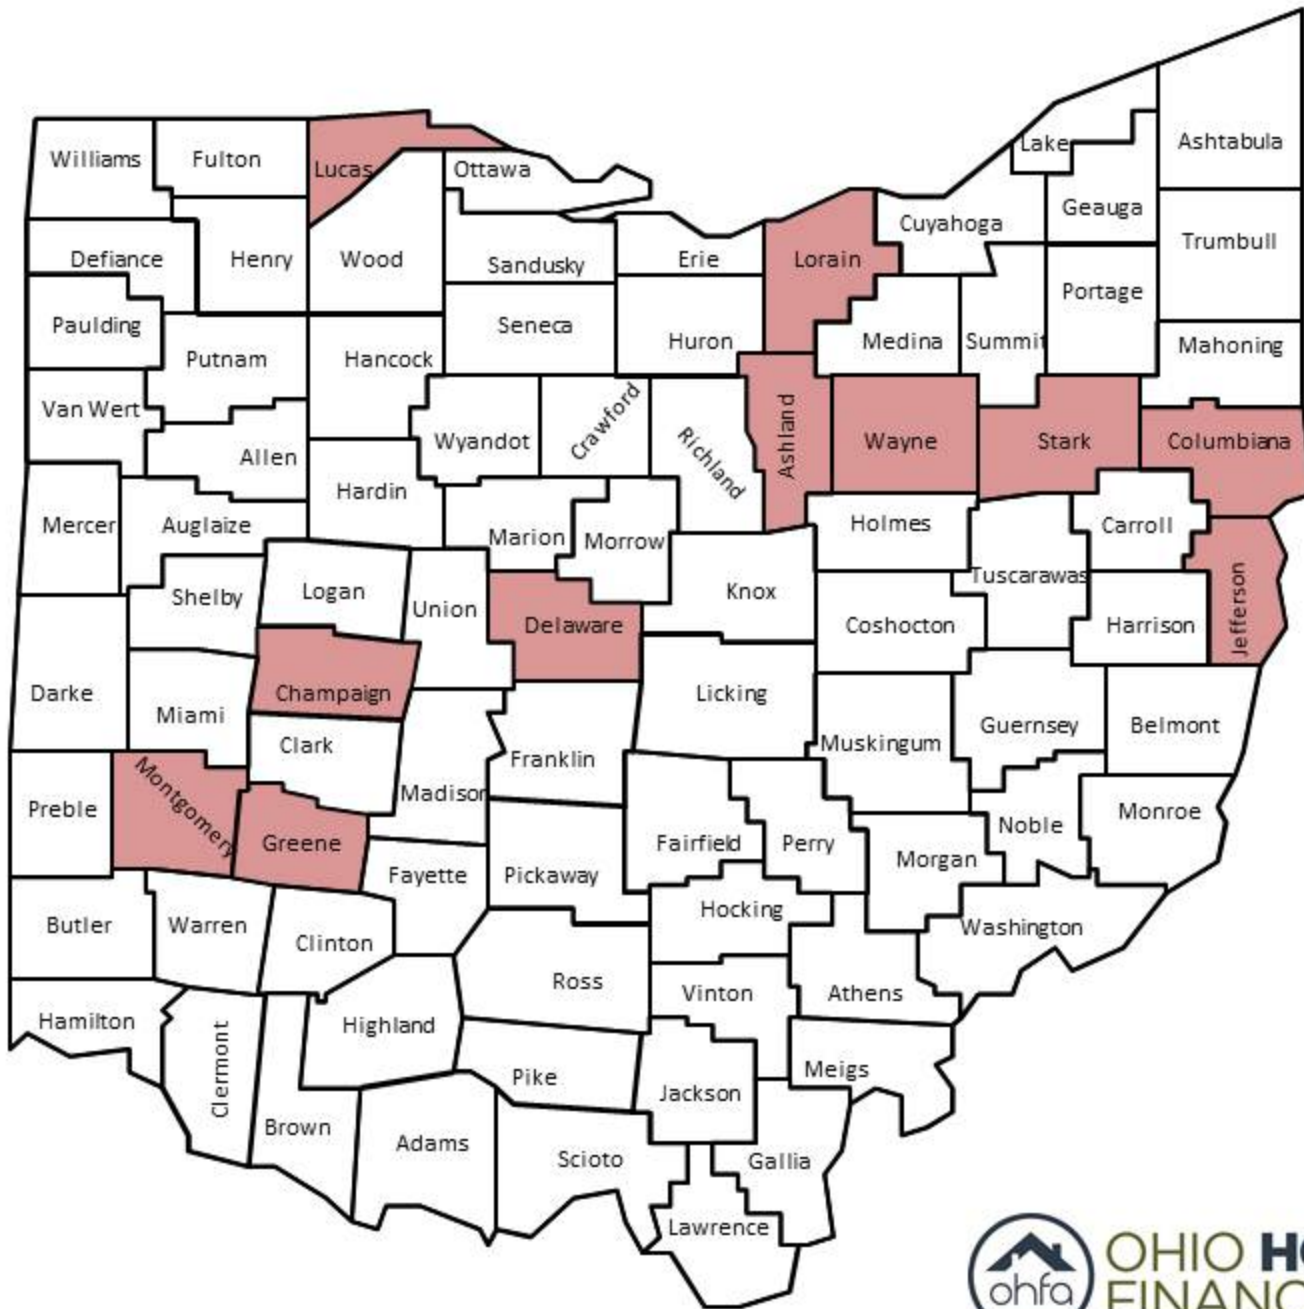 Williams
Fulton
Lucas
Ottawa
Lake
Ashtabula
Geauga
Cuyahoga
Trumbull
Defiance
Henry
Wood
Sandusky
Erie
Lorain
Portage
Paulding
Putnam
Hancock
Seneca
Huron
Medina
Summit
Mahoning
Van Wert
Allen
Wyandot
Crawford
Richland
Ashland
Wayne
Stark
Columbiana
Mercer
Auglaize
Hardin
Marion
Morrow
Holmes
Carroll
Shelby
Logan
Union
Delaware
Knox
Coshocton
Tuscarawas
Harrison
Jefferson
Darke
Miami
Champaign
Clark
Licking
Muskingum
Guernsey
Belmont
Franklin
Madison
Preble
Montgomery
Greene
Fayette
Pickaway
Fairfield
Perry
Morgan
Noble
Monroe
Butler
Warren
Clinton
Ross
Hocking
Athens
Washington
Hamilton
Clermont
Highland
Vinton
Meigs
Brown
Adams
Pike
Jackson
Scioto
Gallia
Lawrence
ohfa
OHIO HO
FINANC